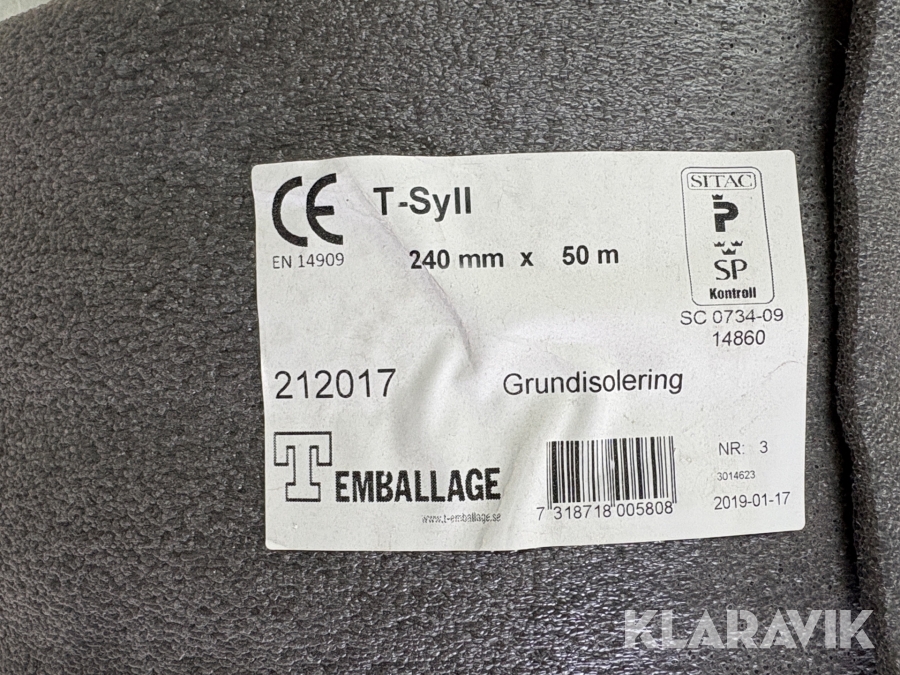 CE
EN 14909
T-Syll
240 mm x 50 m
SITAC
P
SP
Kontroll
SC 0734-09
14860
212017
Grundisolering
T EMBALLAGE
www.t-emballage.se
7 318718 005808
NR: 3
3014623
2019-01-17
KLARAVIK